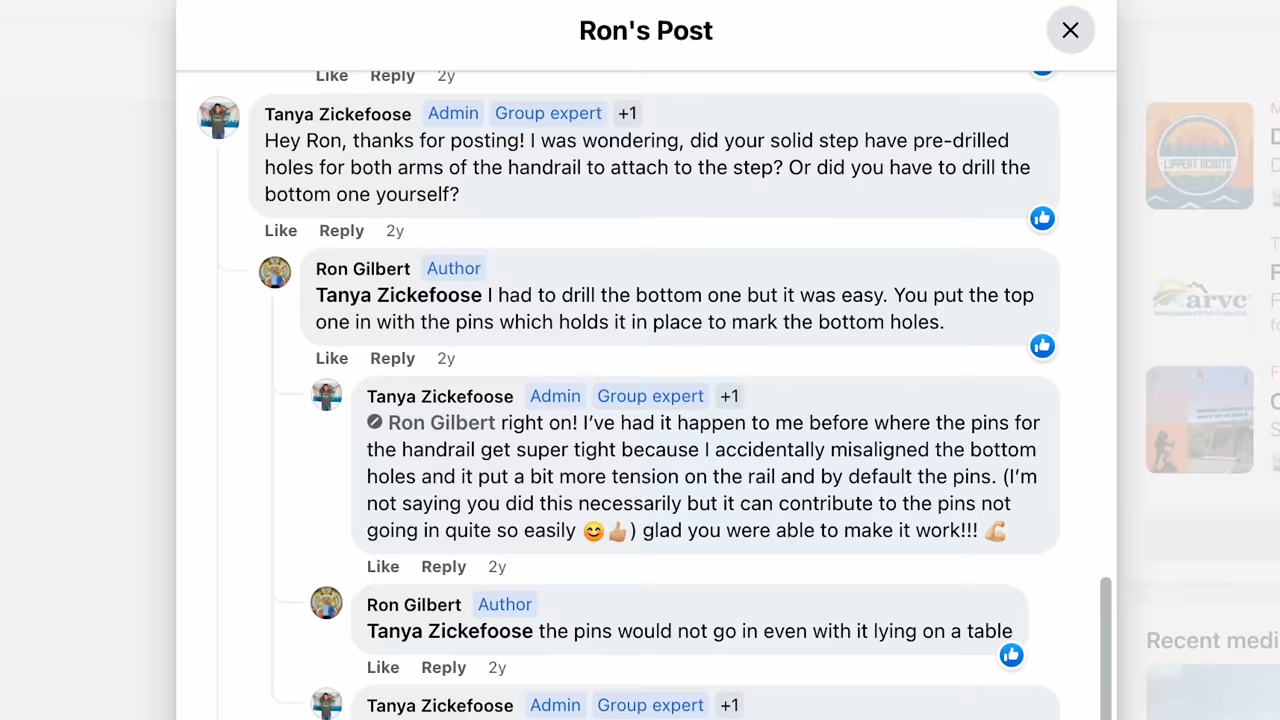 Ron's Post
Like Reply 2y
Tanya Zickefoose Admin Group expert +1
Hey Ron, thanks for posting! I was wondering, did your solid step have pre-drilled
holes for both arms of the handrail to attach to the step? Or did you have to drill the
bottom one yourself?
Like Reply 2y
Ron Gilbert Author
Tanya Zickefoose I had to drill the bottom one but it was easy. You put the top
one in with the pins which holds it in place to mark the bottom holes.
Like Reply 2y
Tanya Zickefoose Admin Group expert +1
Ron Gilbert right on! I’ve had it happen to me before where the pins for
the handrail get super tight because I accidentally misaligned the bottom
holes and it put a bit more tension on the rail and by default the pins. (I’m
not saying you did this necessarily but it can contribute to the pins not
going in quite so easily 😊👍🏼) glad you were able to make it work!!! 💪🏼
Like Reply 2y
Ron Gilbert Author
Tanya Zickefoose the pins would not go in even with it lying on a table
Like Reply 2y
Tanya Zickefoose Admin Group expert +1
LIPPERT SCOUTS
arvc
Recent medi